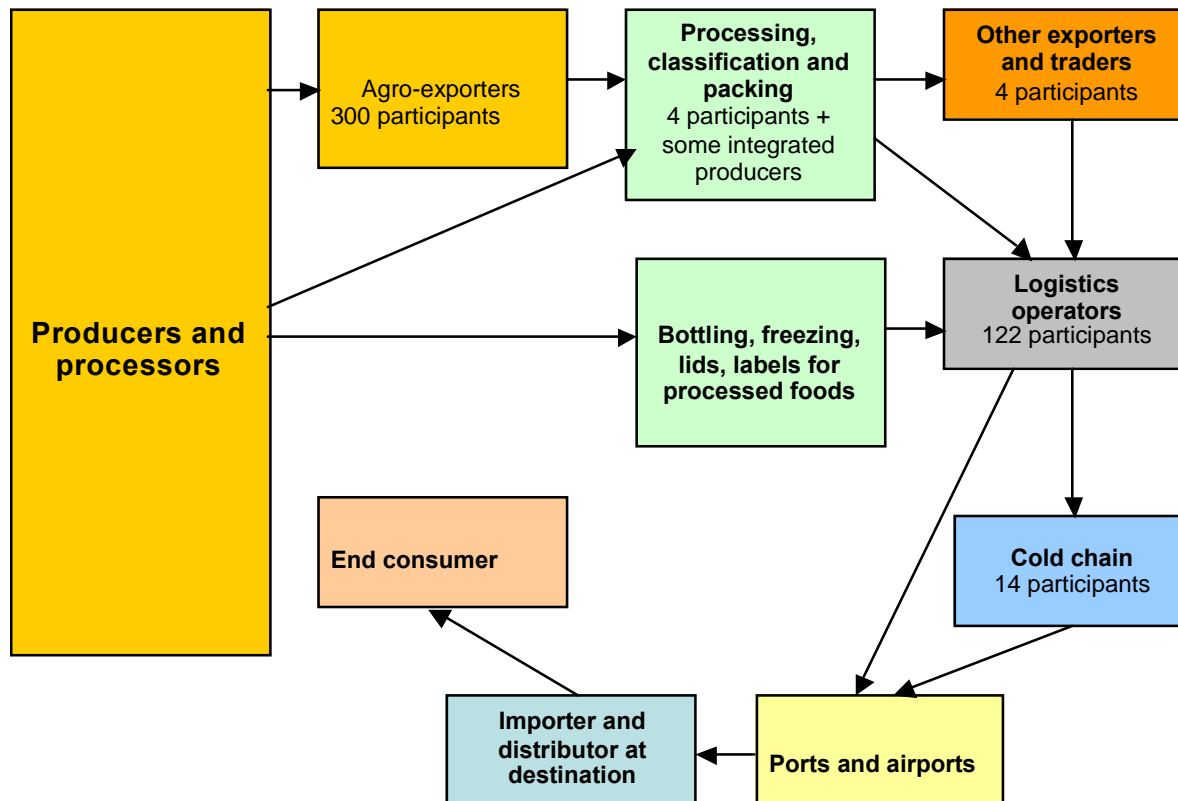 Producers and
processors
Agro-exporters
300 participants
Processing,
classification and
packing
4 participants +
some integrated
producers
Other exporters
and traders
4 participants
Bottling, freezing,
lids, labels for
processed foods
Logistics
operators
122 participants
End consumer
Cold chain
14 participants
Importer and
distributor at
destination
Ports and airports